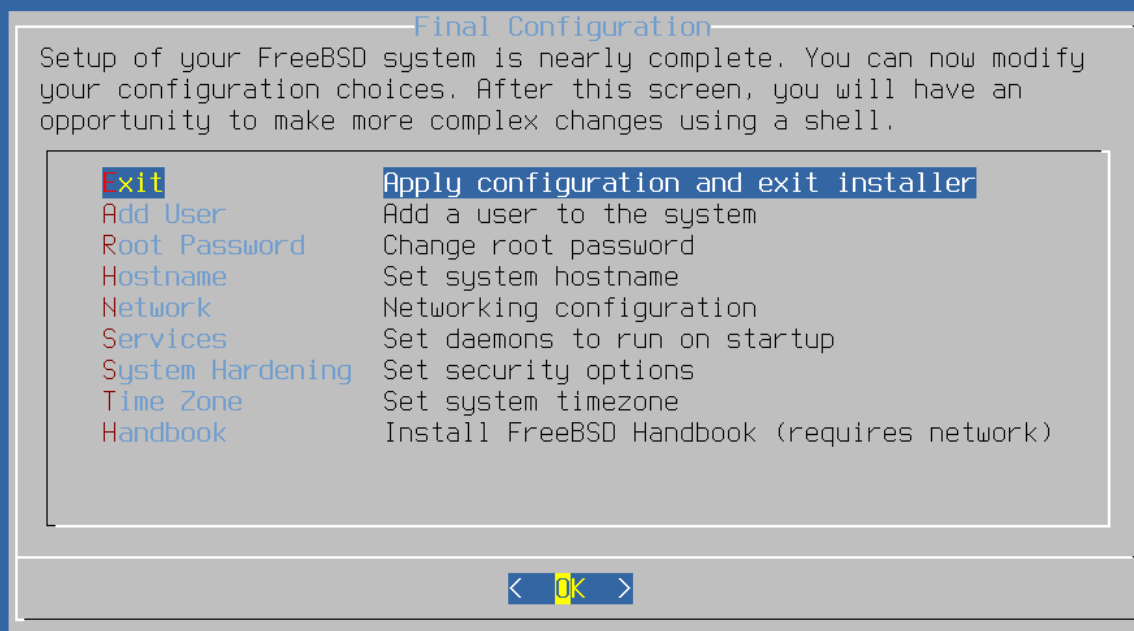 Final Configuration
Setup of your FreeBSD system is nearly complete. You can now modify
your configuration choices. After this screen, you will have an
opportunity to make more complex changes using a shell.
Exit Apply configuration and exit installer
Add User Add a user to the system
Root Password Change root password
Hostname Set system hostname
Network Networking configuration
Services Set daemons to run on startup
System Hardening Set security options
Time Zone Set system timezone
Handbook Install FreeBSD Handbook (requires network)
< OK >